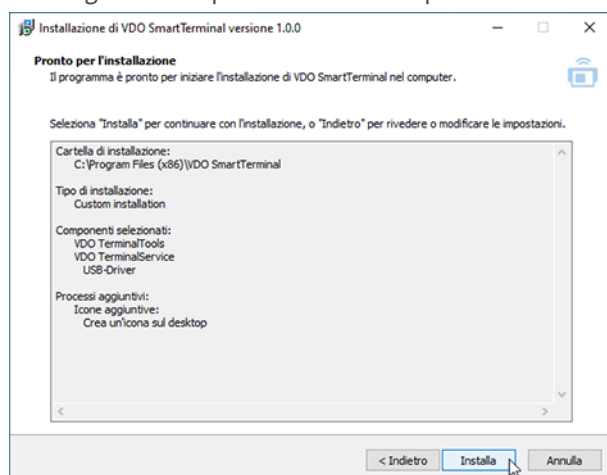 Installazione di VDO SmartTerminal versione 1.0.0
Pronto per l'installazione
Il programma è pronto per iniziare l'installazione di VDO SmartTerminal nel computer.
Seleziona "Installa" per continuare con l'installazione, o "Indietro" per rivedere o modificare le impostazioni.
Cartella di installazione:
C:\Program Files (x86)\VDO SmartTerminal
Tipo di installazione:
Custom installation
Componenti selezionati:
VDO TerminalTools
VDO TerminalService
USB-Driver
Processi aggiuntivi:
Icone aggiuntive:
Crea un'icona sul desktop
< Indietro
Installa
Annulla